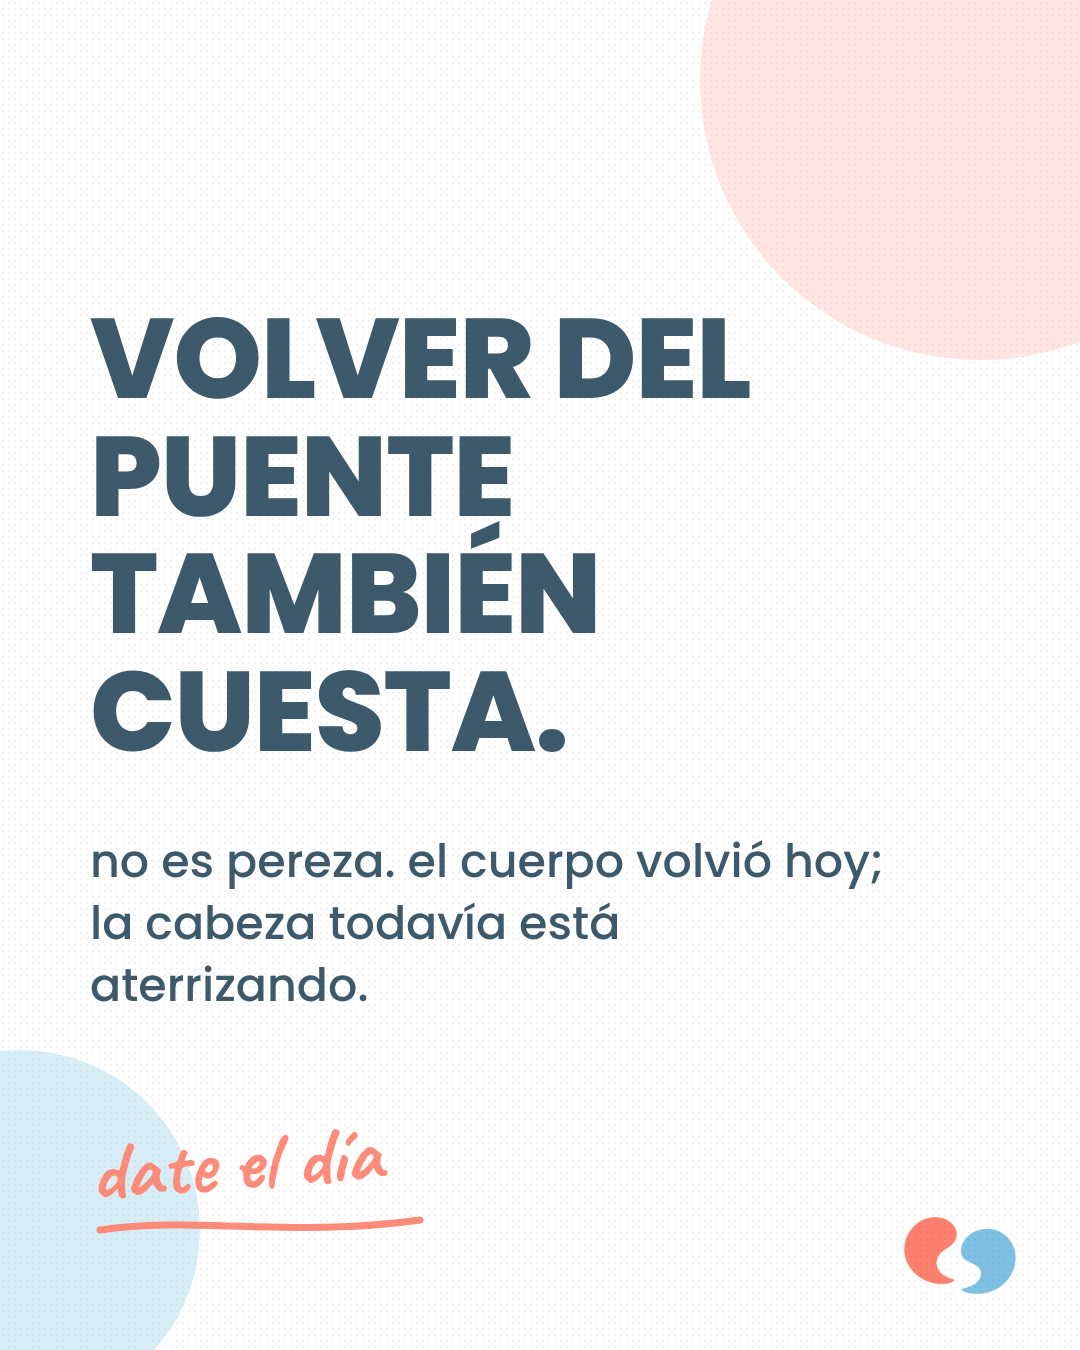 VOLVER DEL
PUENTE
TAMBIÉN
CUESTA.
no es pereza. el cuerpo volvió hoy;
la cabeza todavía está
aterrizando.
date el día